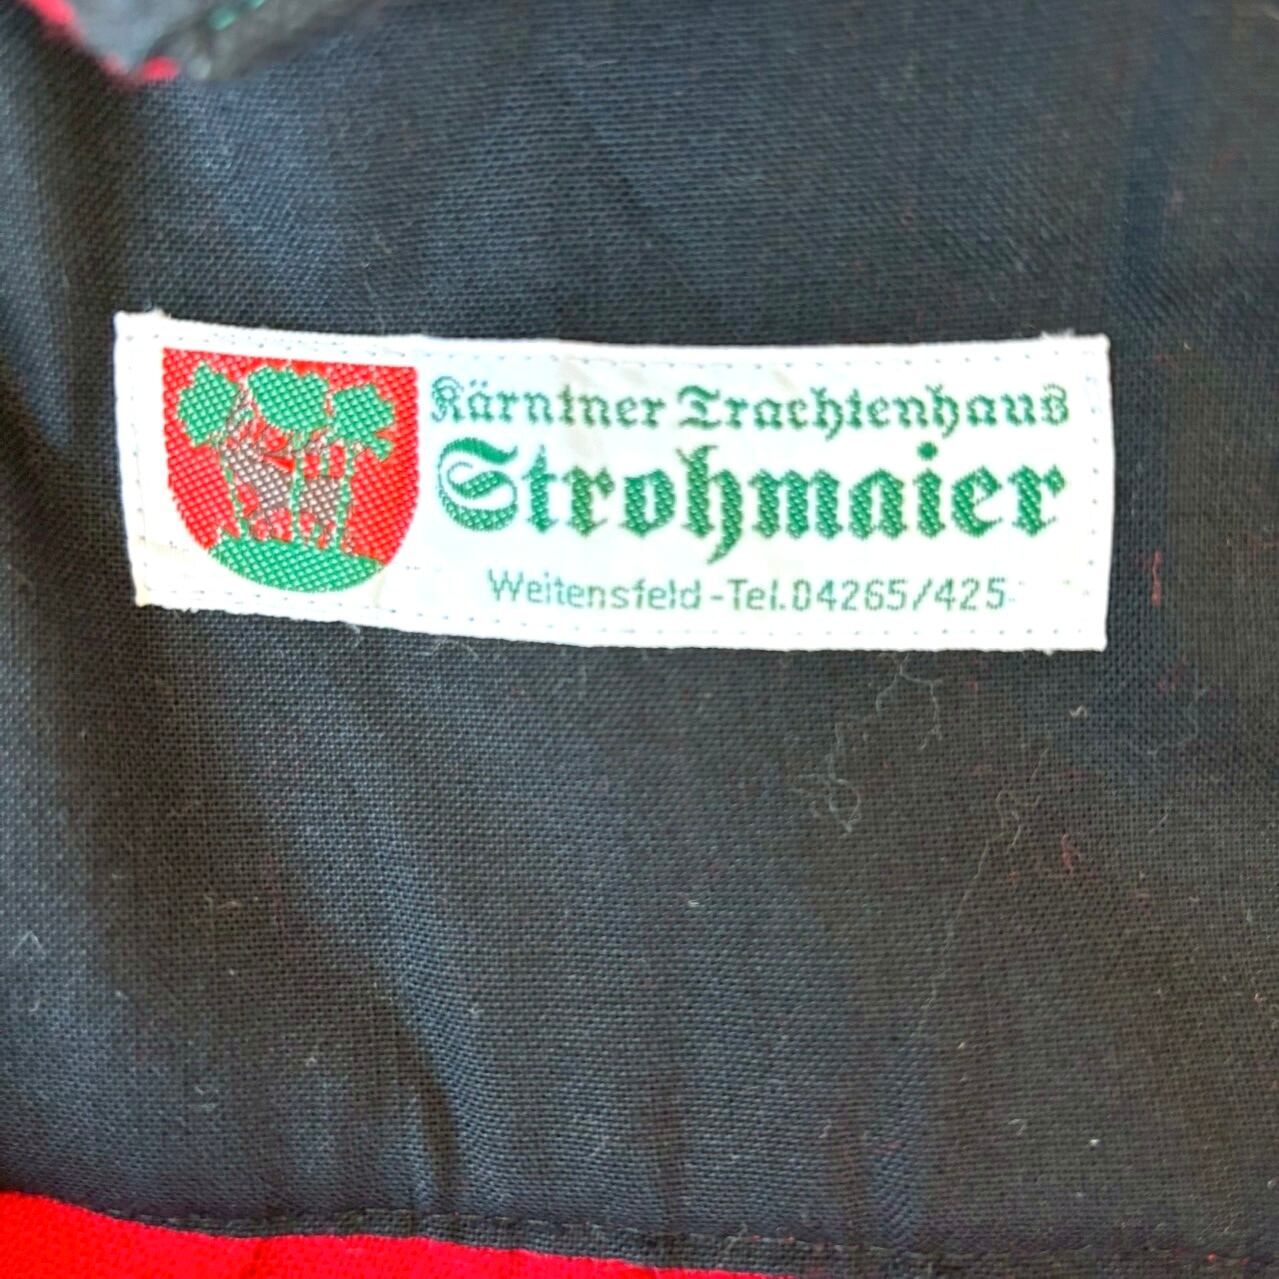 Kärntner Trachtenhaus
Strohmaier
Weitensfeld-Tel.04265/425